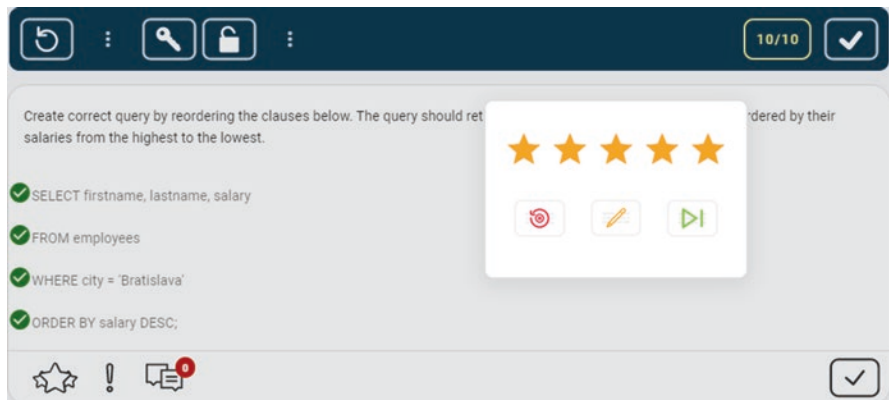 10/10
Create correct query by reordering the clauses below. The query should ret rdered by their
salaries from the highest to the lowest.
SELECT firstname, lastname, salary
FROM employees
WHERE city = 'Bratislava'
ORDER BY salary DESC;
0